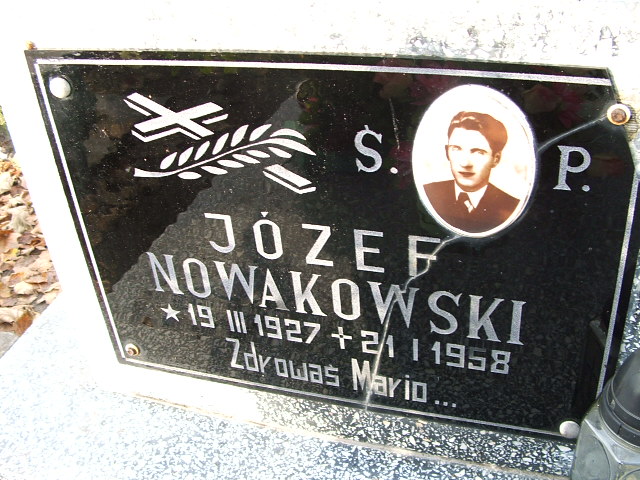 Ś. P.
JÓZEF
NOWAKOWSKI
* 19 III 1927 + 21 I 1958
Zdrowaś Mario...